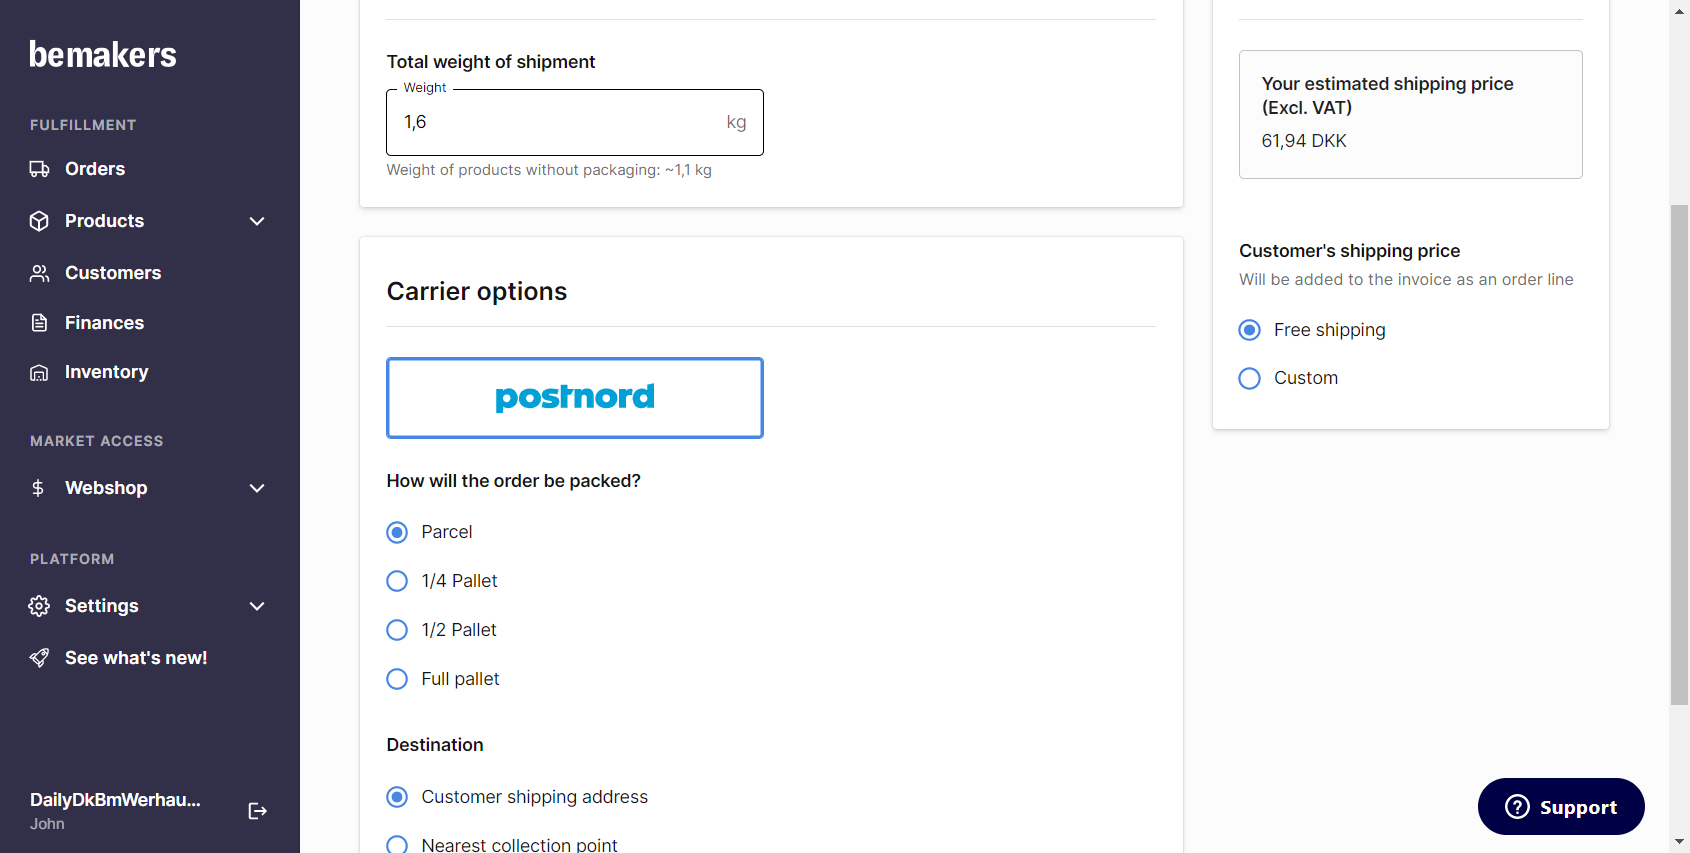 bemakers
FULFILLMENT
Orders
Products
Customers
Finances
Inventory
MARKET ACCESS
Webshop
PLATFORM
Settings
See what's new!
DailyDkBmWerhau...
John
Total weight of shipment
Weight
1,6
kg
Weight of products without packaging: ~1,1 kg
Carrier options
postnord
How will the order be packed?
Parcel
1/4 Pallet
1/2 Pallet
Full pallet
Destination
Customer shipping address
Nearest collection point
Your estimated shipping price
(Excl. VAT)
61,94 DKK
Customer's shipping price
Will be added to the invoice as an order line
Free shipping
Custom
Support